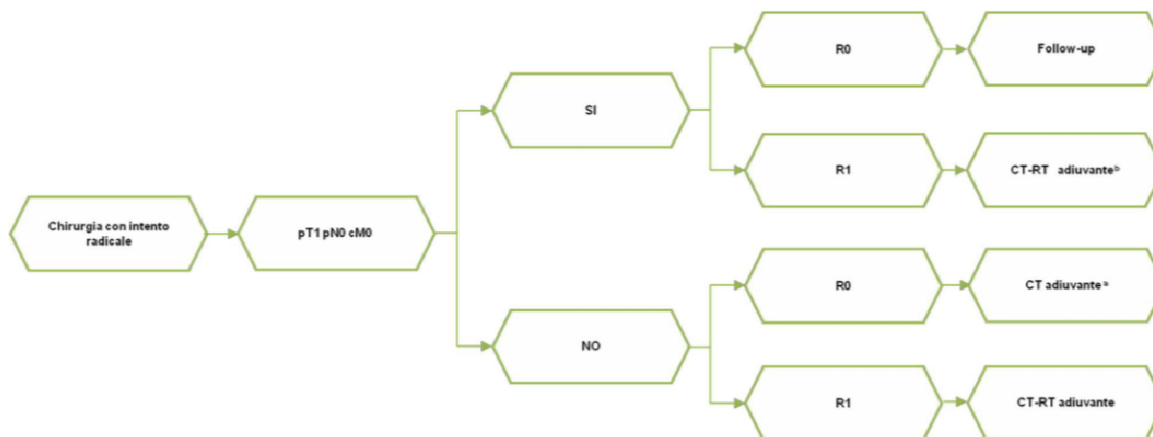 R0
Follow-up
SI
R1
CT-RT adiuvante b
Chirurgia con intento
radicale
pT1 pN0 cM0
R0
CT adiuvante a
NO
R1
CT-RT adiuvante